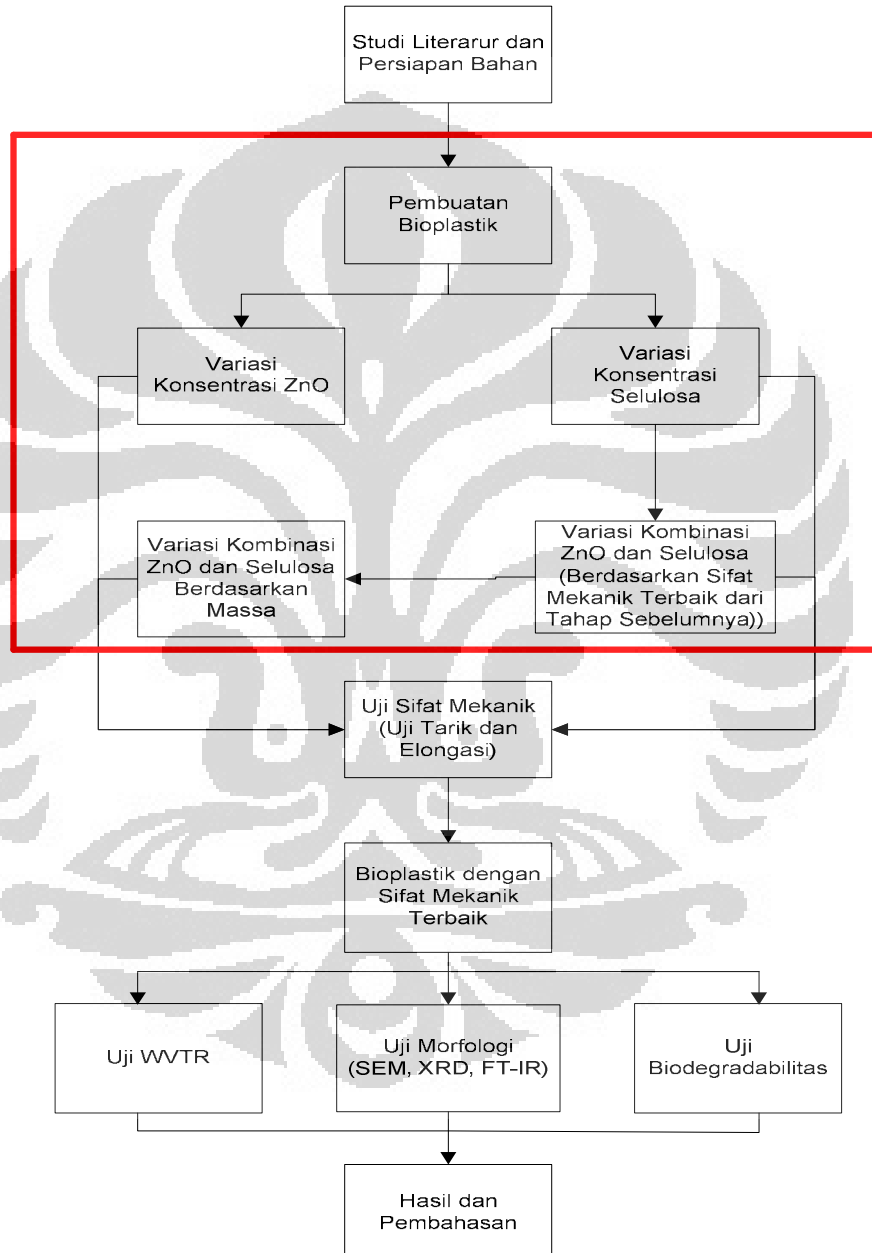 Studi Literarur dan
Persiapan Bahan
Pembuatan
Bioplastik
Variasi
Konsentrasi ZnO
Variasi
Konsentrasi
Selulosa
Variasi Kombinasi
ZnO dan Selulosa
Berdasarkan
Massa
Variasi Kombinasi
ZnO dan Selulosa
(Berdasarkan Sifat
Mekanik Terbaik dari
Tahap Sebelumnya))
Uji Sifat Mekanik
(Uji Tarik dan
Elongasi)
Bioplastik dengan
Sifat Mekanik
Terbaik
Uji WVTR
Uji Morfologi
(SEM, XRD, FT-IR)
Uji
Biodegradabilitas
Hasil dan
Pembahasan